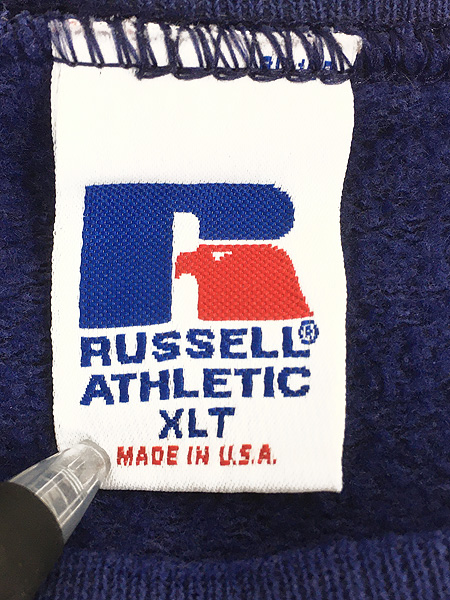 RUSSELL®
ATHLETIC
XLT
MADE IN U.S.A.